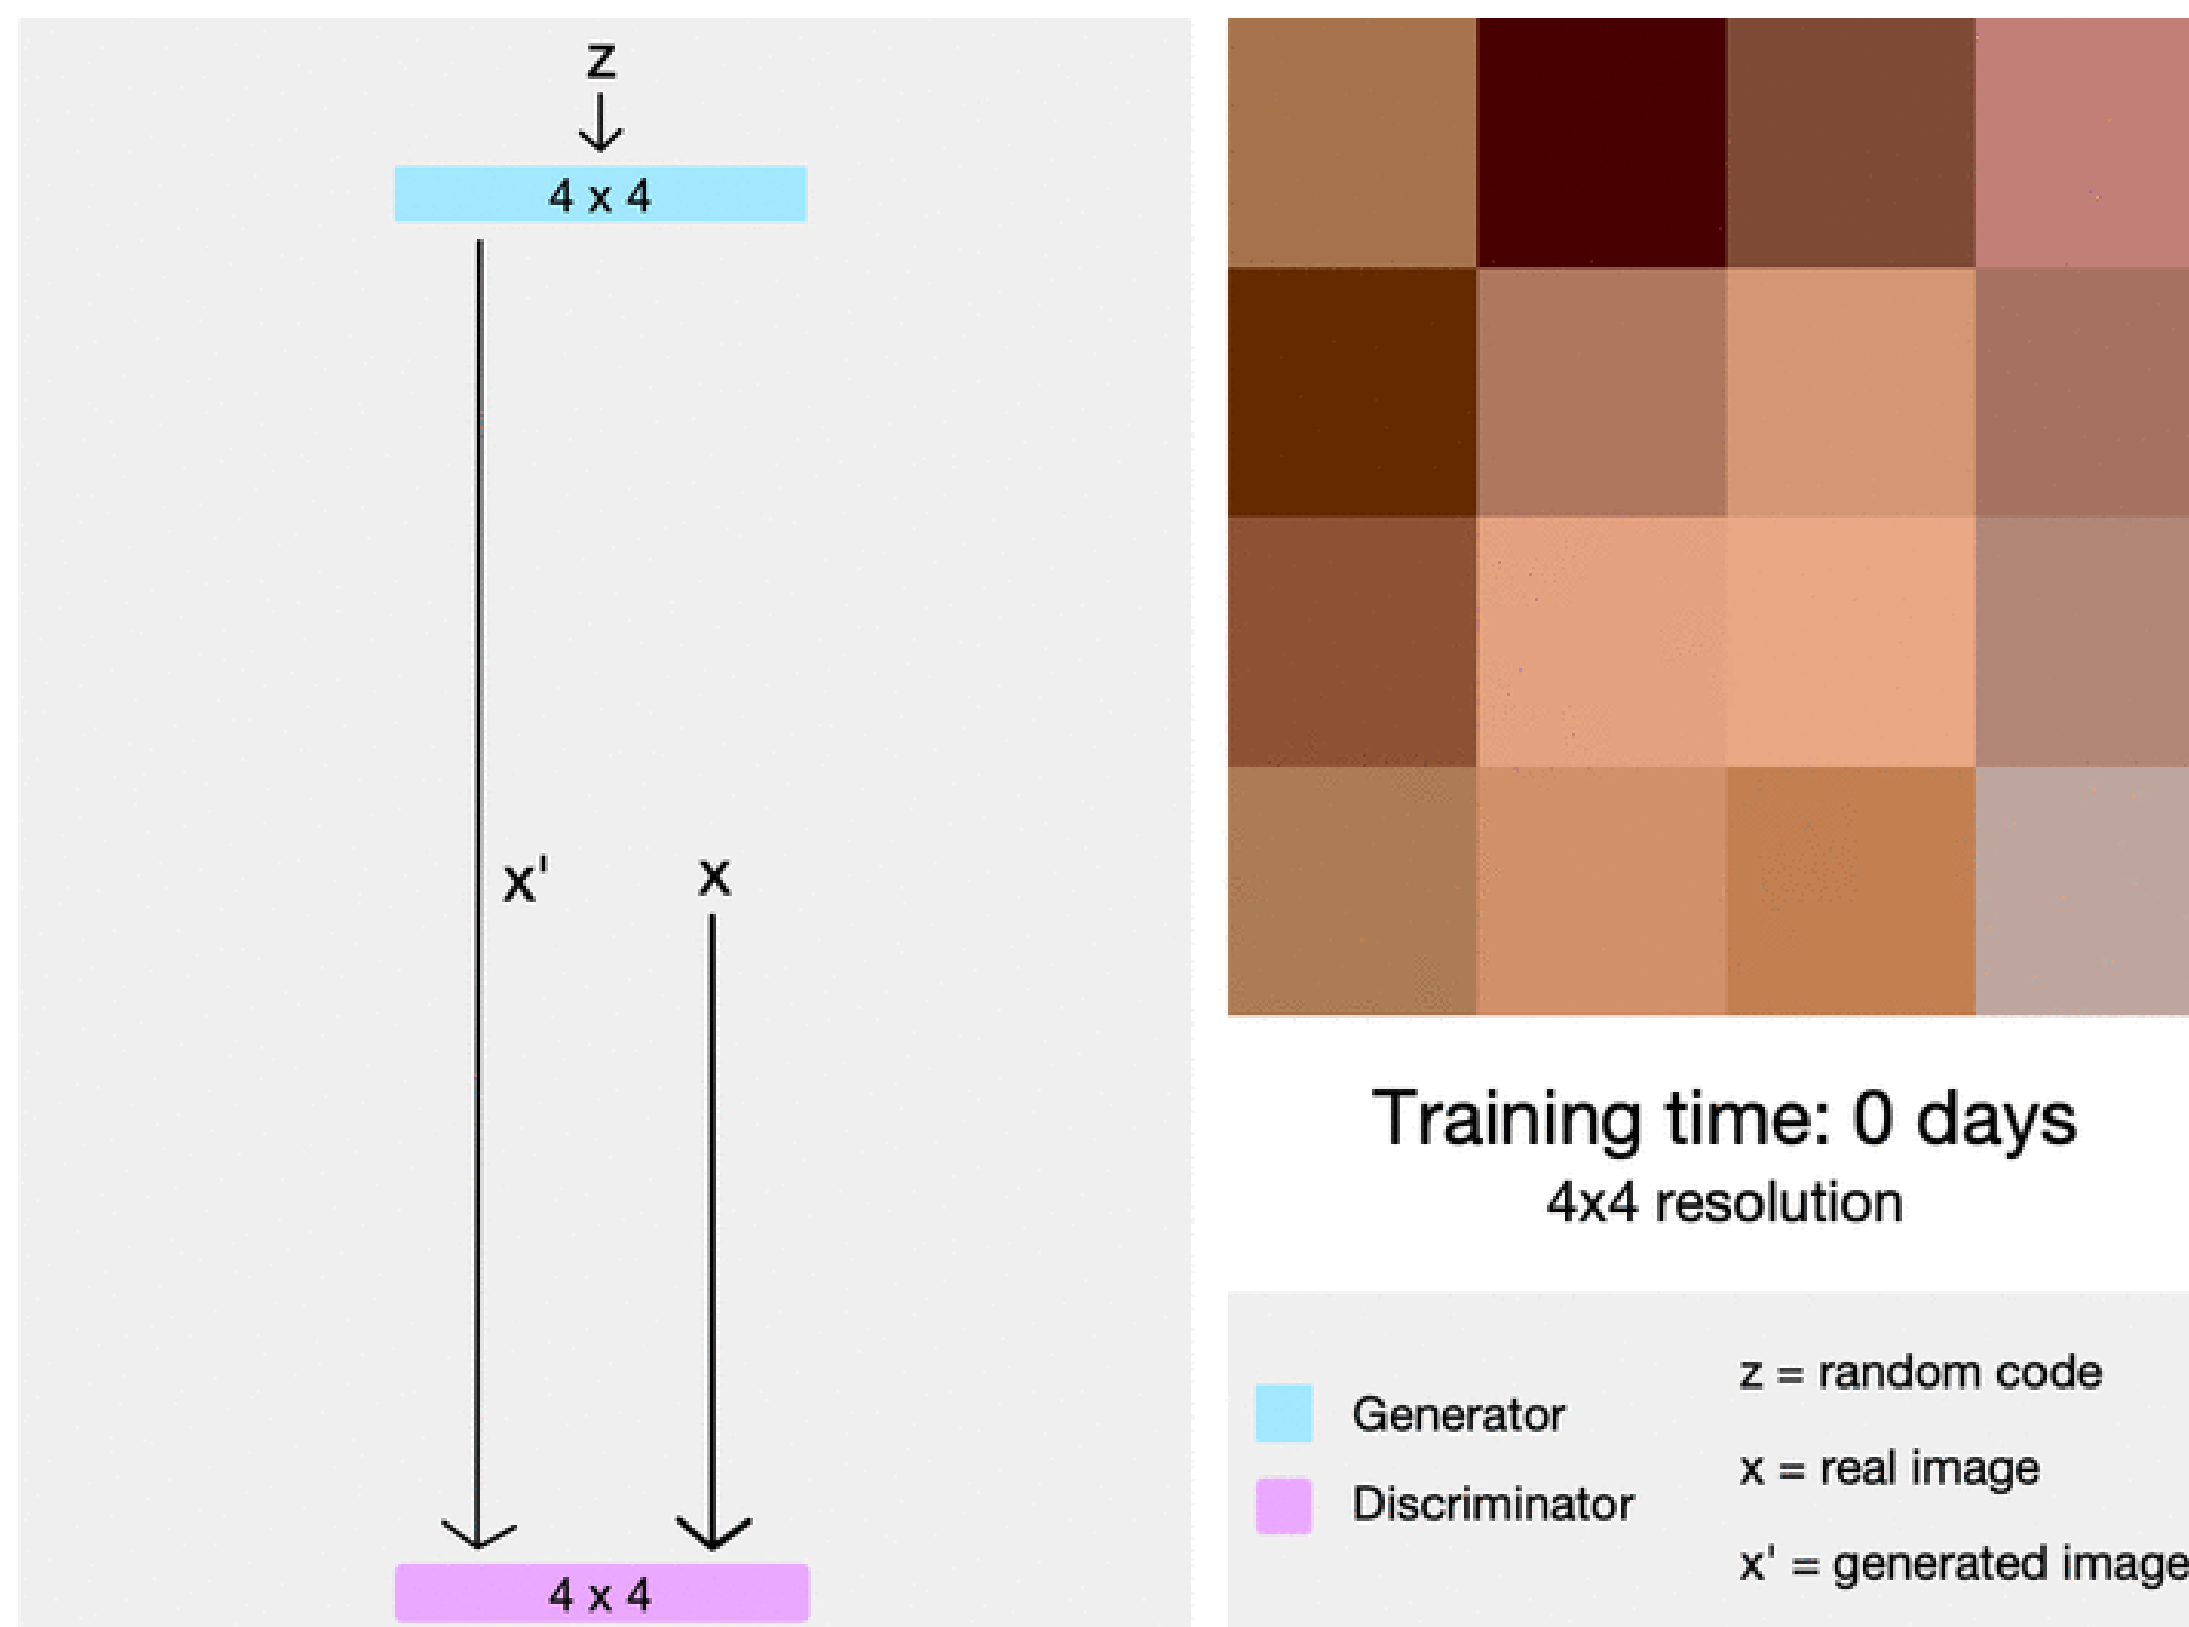 z
4 x 4
x'
x
4 x 4
Training time: 0 days
4x4 resolution
Generator
Discriminator
z = random code
x = real image
x' = generated image